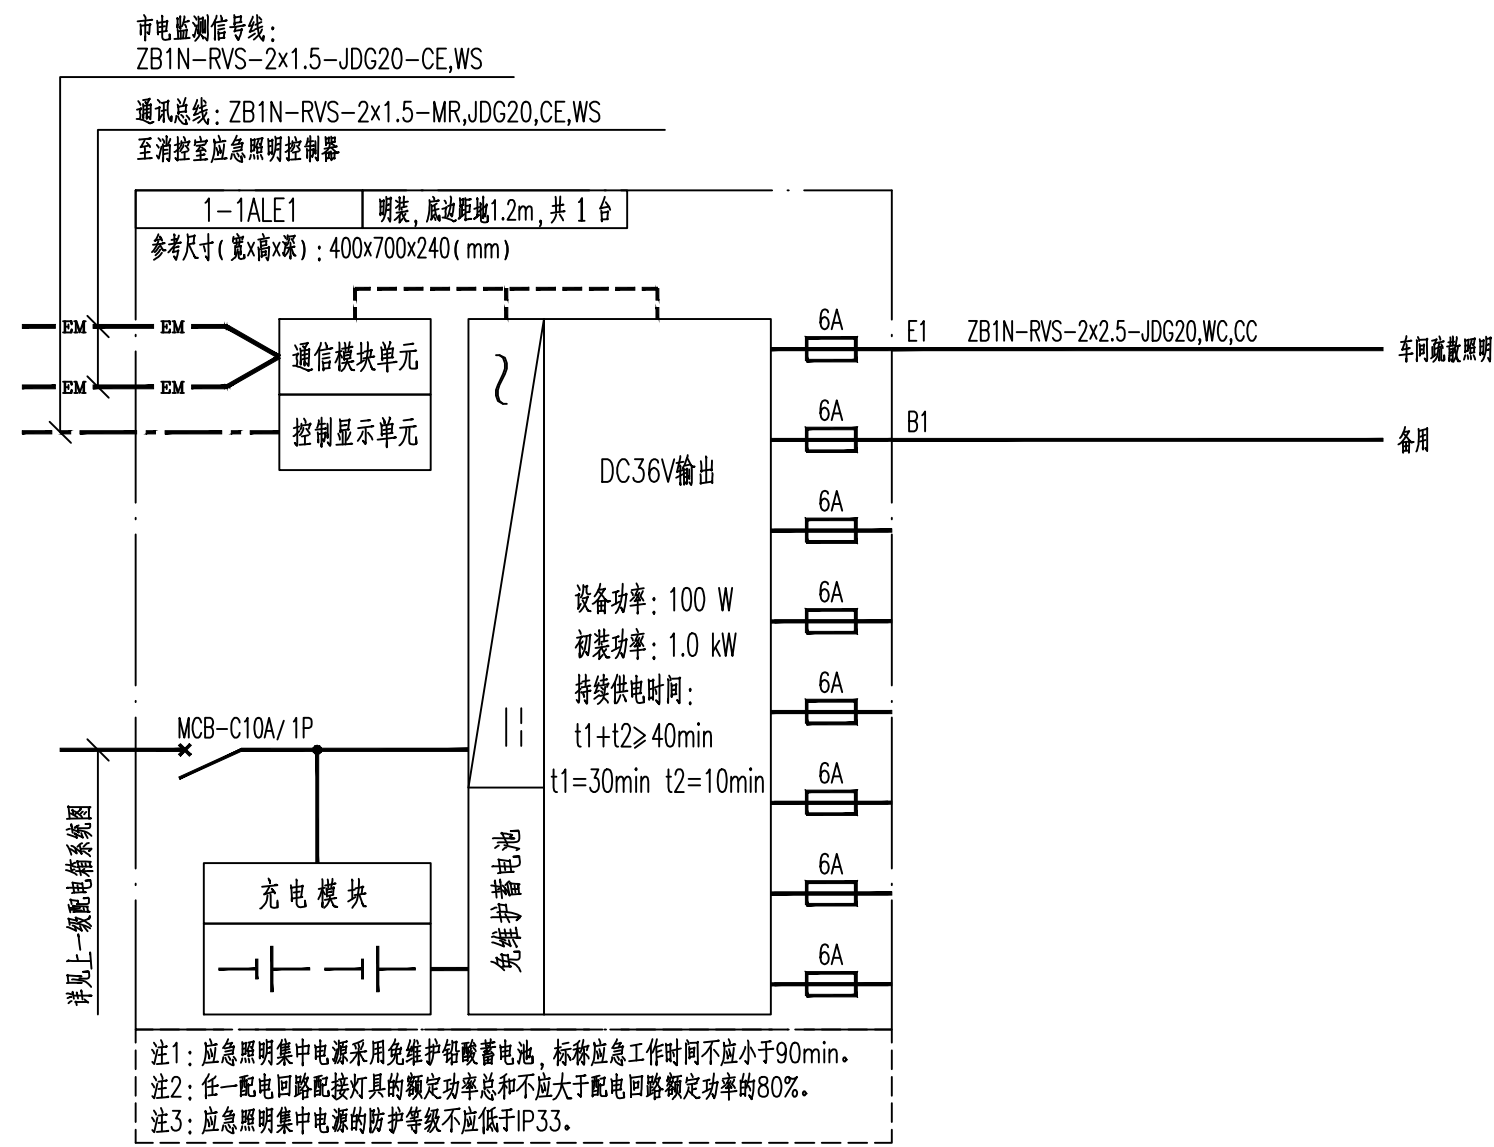 市电监测信号线:
ZB1N-RVS-2x1.5-JDG20-CE,WS
通讯总线: ZB1N-RVS-2x1.5-MR,JDG20,CE,WS
至消控室应急照明控制器
1-1ALE1
明装, 底边距地1.2m, 共 1 台
参考尺寸(宽x高x深): 400x700x240(mm)
EM EM
EM EM
通信模块单元
控制显示单元
DC36V输出
设备功率: 100 W
初装功率: 1.0 kW
持续供电时间:
t1+t2⩾40min
t1=30min t2=10min
6A E1 ZB1N-RVS-2x2.5-JDG20,WC,CC 车间疏散照明
6A B1 备用
6A
6A
6A
6A
6A
6A
MCB-C10A/1P
详见上一级配电箱系统图
充电模块
免维护蓄电池
注1: 应急照明集中电源采用免维护铅酸蓄电池, 标称应急工作时间不应小于90min。
注2: 任一配电回路配接灯具的额定功率总和不应大于配电回路额定功率的80%。
注3: 应急照明集中电源的防护等级不应低于IP33。